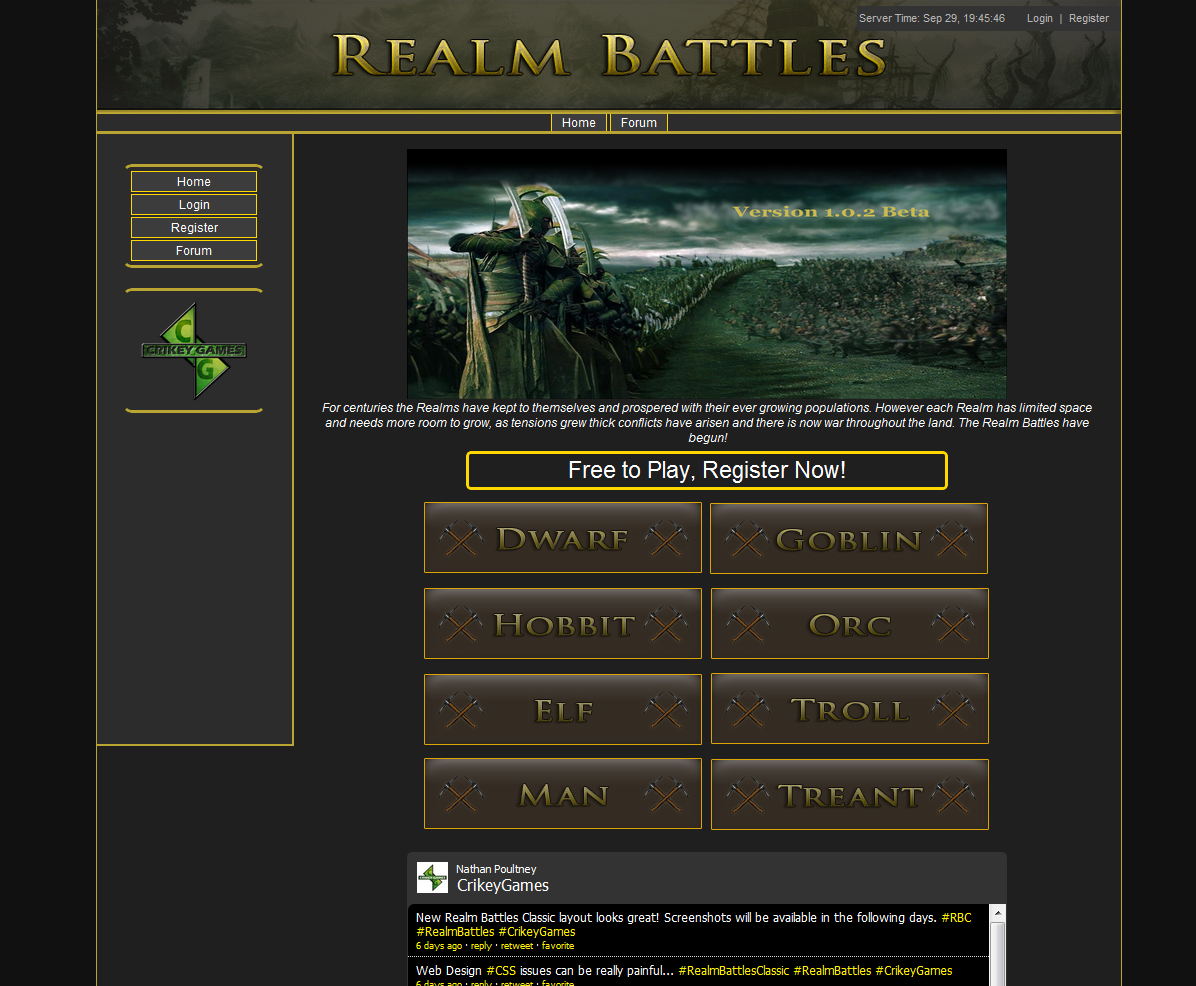 Server Time: Sep 29, 19:45:46 Login | Register
REALM BATTLES
Home Forum
Home
Login
Register
Forum
C
CRIKEY GAMES
G
Version 1.0.2 Beta
For centuries the Realms have kept to themselves and prospered with their ever growing populations. However each Realm has limited space
and needs more room to grow, as tensions grew thick conflicts have arisen and there is now war throughout the land. The Realm Battles have
begun!
Free to Play, Register Now!
DWARF GOBLIN
HOBBIT ORC
ELF TROLL
MAN TREANT
Nathan Poultney
CrikeyGames
New Realm Battles Classic layout looks great! Screenshots will be available in the following days. #RBC
#RealmBattles #CrikeyGames
6 days ago · reply · retweet · favorite
Web Design #CSS issues can be really painful... #RealmBattlesClassic #RealmBattles #CrikeyGames
6 days ago · reply · retweet · favorite